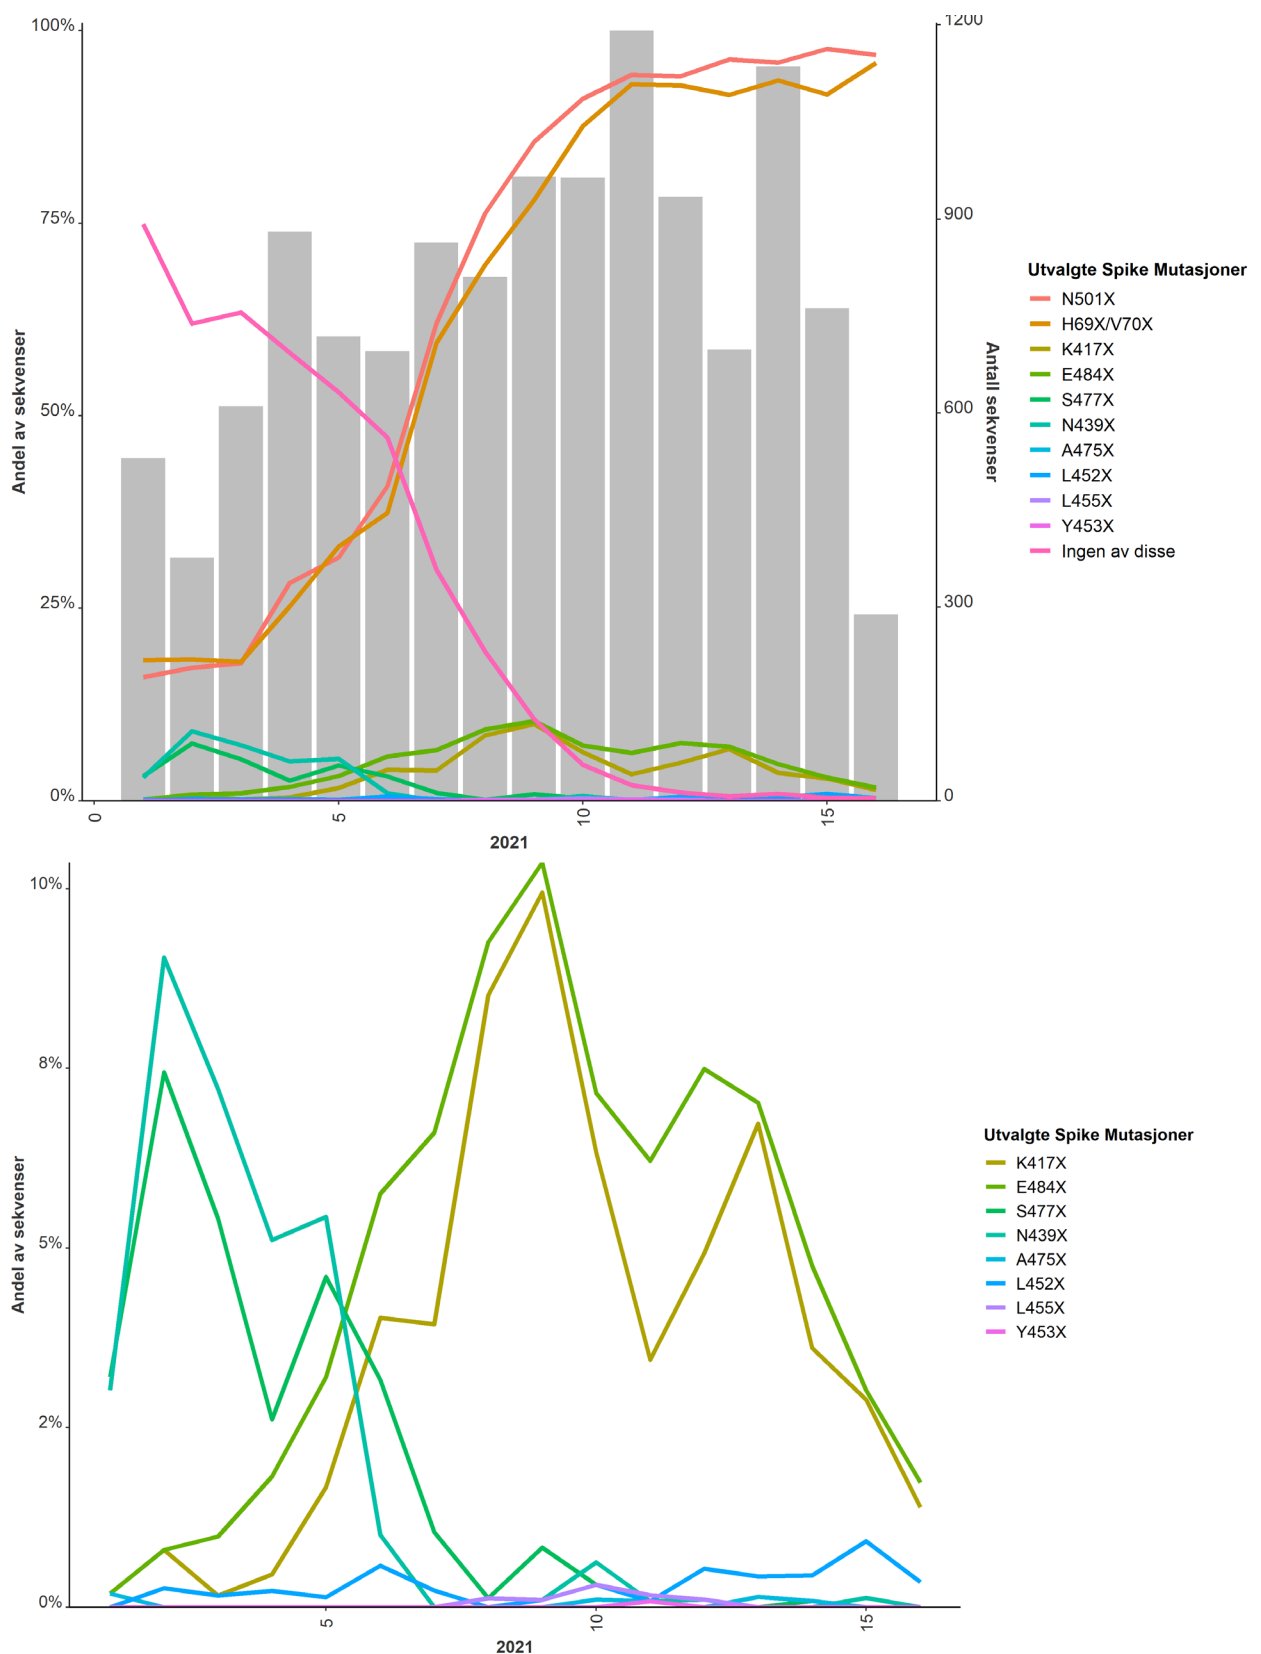 100%
75%
50%
25%
0%
Andel av sekvenser
0
5
10
15
2021
1200
900
600
300
0
Antall sekvenser
Utvalgte Spike Mutasjoner
N501X
H69X/V70X
K417X
E484X
S477X
N439X
A475X
L452X
L455X
Y453X
Ingen av disse
10%
8%
5%
2%
0%
Andel av sekvenser
5
10
15
2021
Utvalgte Spike Mutasjoner
K417X
E484X
S477X
N439X
A475X
L452X
L455X
Y453X